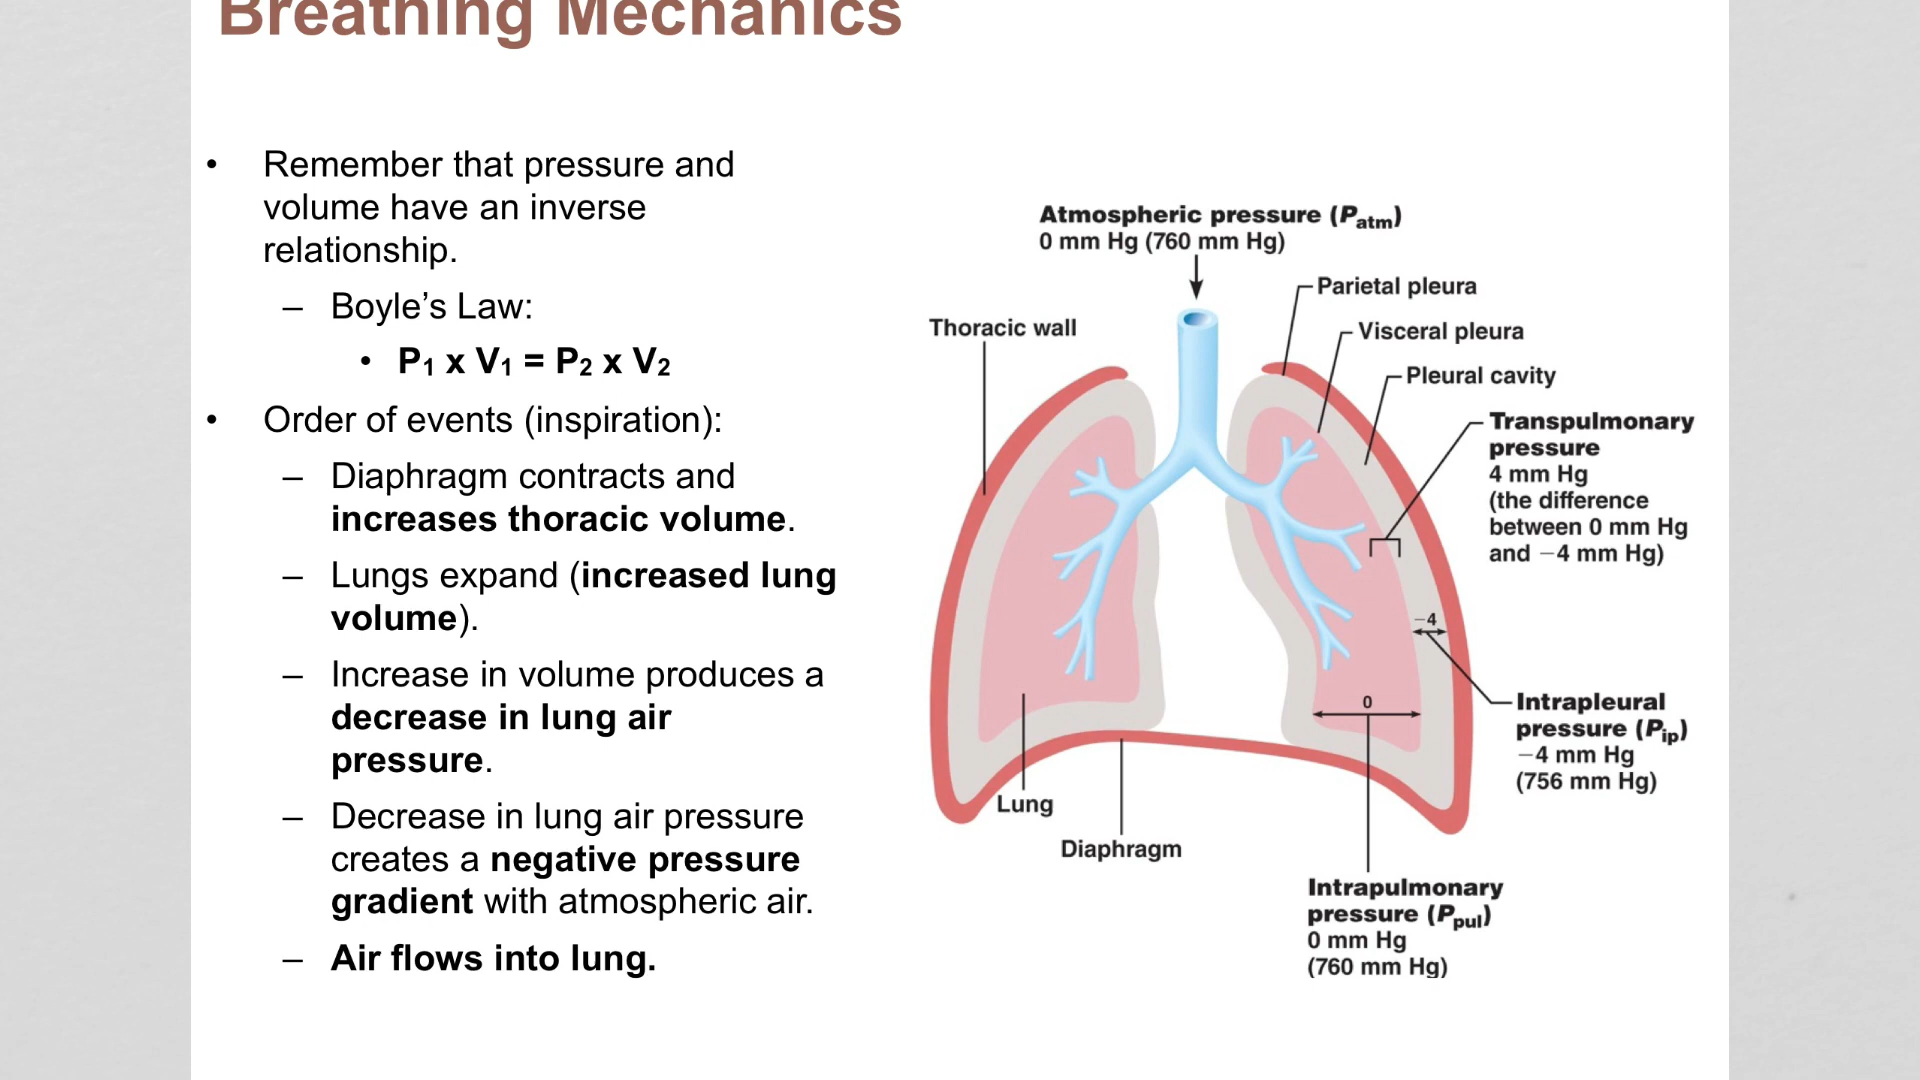 Breathing Mechanics
• Remember that pressure and
volume have an inverse
relationship.
– Boyle’s Law:
• P₁ x V₁ = P₂ x V₂
• Order of events (inspiration):
– Diaphragm contracts and
increases thoracic volume.
– Lungs expand (increased lung
volume).
– Increase in volume produces a
decrease in lung air
pressure.
– Decrease in lung air pressure
creates a negative pressure
gradient with atmospheric air.
– Air flows into lung.
Atmospheric pressure (Patm)
0 mm Hg (760 mm Hg)
Parietal pleura
Thoracic wall
Visceral pleura
Pleural cavity
Transpulmonary
pressure
4 mm Hg
(the difference
between 0 mm Hg
and −4 mm Hg)
−4
Intrapleural
pressure (Pip)
−4 mm Hg
(756 mm Hg)
0
Lung
Diaphragm
Intrapulmonary
pressure (Ppul)
0 mm Hg
(760 mm Hg)